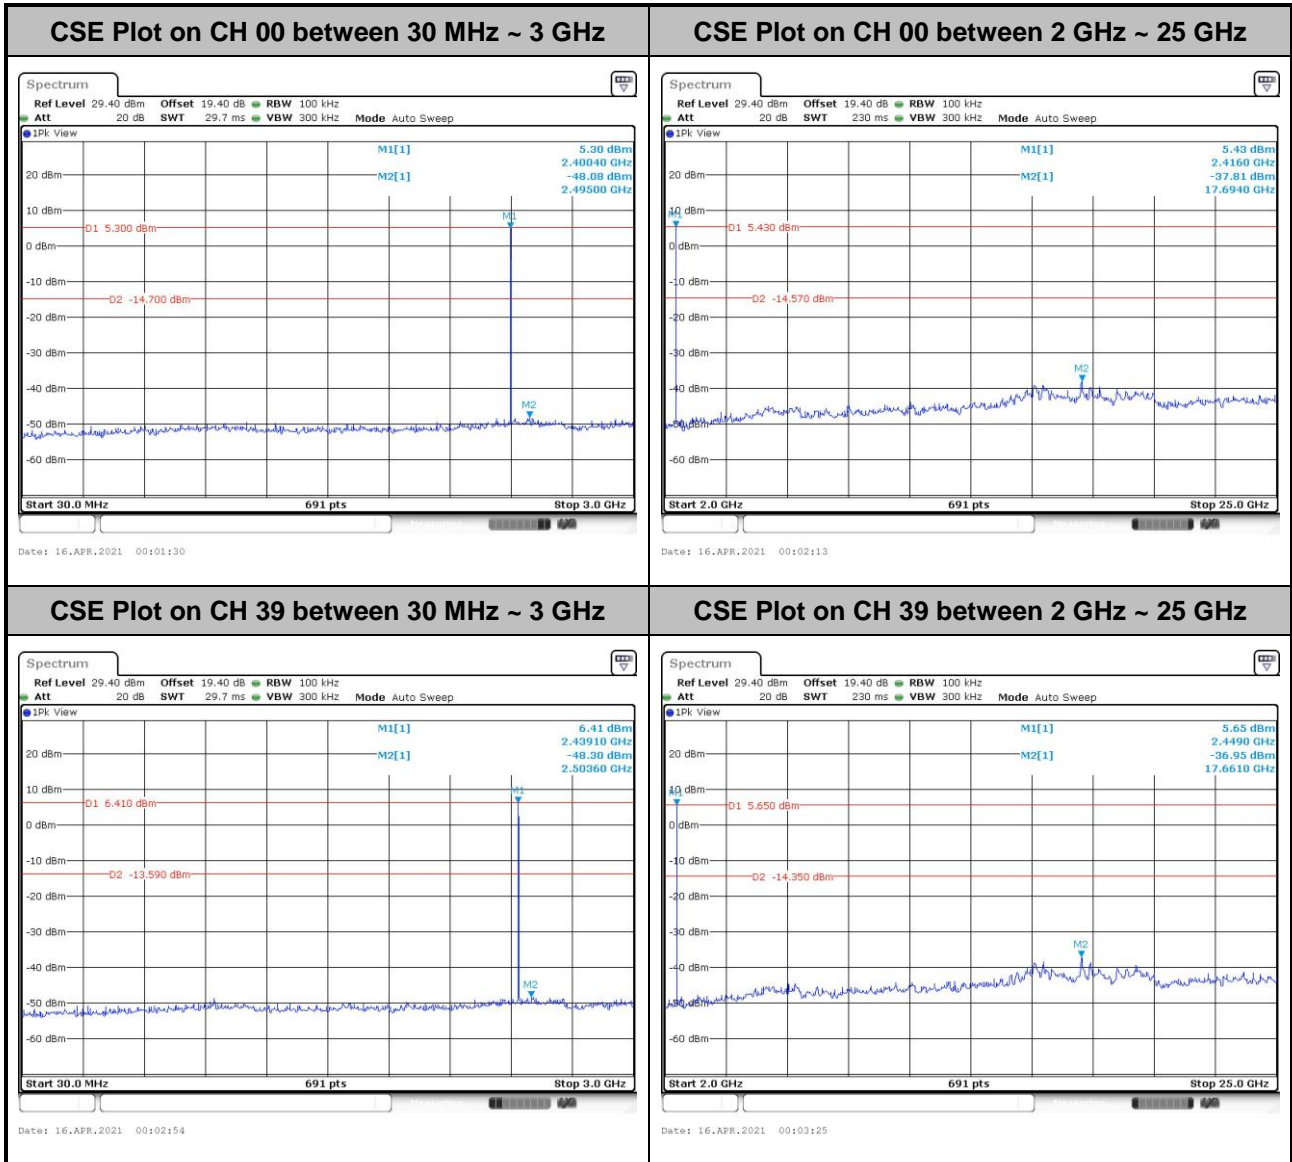 CSE Plot on CH 00 between 30 MHz ~ 3 GHz
Spectrum
Ref Level 29.40 dBm Offset 19.40 dB RBW 100 kHz
Att 20 dB SWT 29.7 ms VBW 300 kHz Mode Auto Sweep
1Pk View
M1[1] 5.30 dBm
2.40040 GHz
20 dBm M2[1] -48.08 dBm
2.49500 GHz
10 dBm
M1
D1 5.300 dBm
0 dBm
-10 dBm
D2 -14.700 dBm
-20 dBm
-30 dBm
-40 dBm
M2
-50 dBm
-60 dBm
Start 30.0 MHz 691 pts Stop 3.0 GHz
Date: 16.APR.2021 00:01:30
CSE Plot on CH 00 between 2 GHz ~ 25 GHz
Spectrum
Ref Level 29.40 dBm Offset 19.40 dB RBW 100 kHz
Att 20 dB SWT 230 ms VBW 300 kHz Mode Auto Sweep
1Pk View
M1[1] 5.43 dBm
2.4160 GHz
20 dBm M2[1] -37.81 dBm
17.6940 GHz
10 dBm
M1
D1 5.430 dBm
0 dBm
-10 dBm
D2 -14.570 dBm
-20 dBm
-30 dBm
M2
-40 dBm
-50 dBm
-60 dBm
Start 2.0 GHz 691 pts Stop 25.0 GHz
Date: 16.APR.2021 00:02:13
CSE Plot on CH 39 between 30 MHz ~ 3 GHz
Spectrum
Ref Level 29.40 dBm Offset 19.40 dB RBW 100 kHz
Att 20 dB SWT 29.7 ms VBW 300 kHz Mode Auto Sweep
1Pk View
M1[1] 6.41 dBm
2.43910 GHz
20 dBm M2[1] -48.30 dBm
2.50360 GHz
10 dBm
M1
D1 6.410 dBm
0 dBm
-10 dBm
D2 -13.590 dBm
-20 dBm
-30 dBm
-40 dBm
M2
-50 dBm
-60 dBm
Start 30.0 MHz 691 pts Stop 3.0 GHz
Date: 16.APR.2021 00:02:54
CSE Plot on CH 39 between 2 GHz ~ 25 GHz
Spectrum
Ref Level 29.40 dBm Offset 19.40 dB RBW 100 kHz
Att 20 dB SWT 230 ms VBW 300 kHz Mode Auto Sweep
1Pk View
M1[1] 5.65 dBm
2.4490 GHz
20 dBm M2[1] -36.95 dBm
17.6610 GHz
10 dBm
M1
D1 5.650 dBm
0 dBm
-10 dBm
D2 -14.350 dBm
-20 dBm
-30 dBm
M2
-40 dBm
-50 dBm
-60 dBm
Start 2.0 GHz 691 pts Stop 25.0 GHz
Date: 16.APR.2021 00:03:25